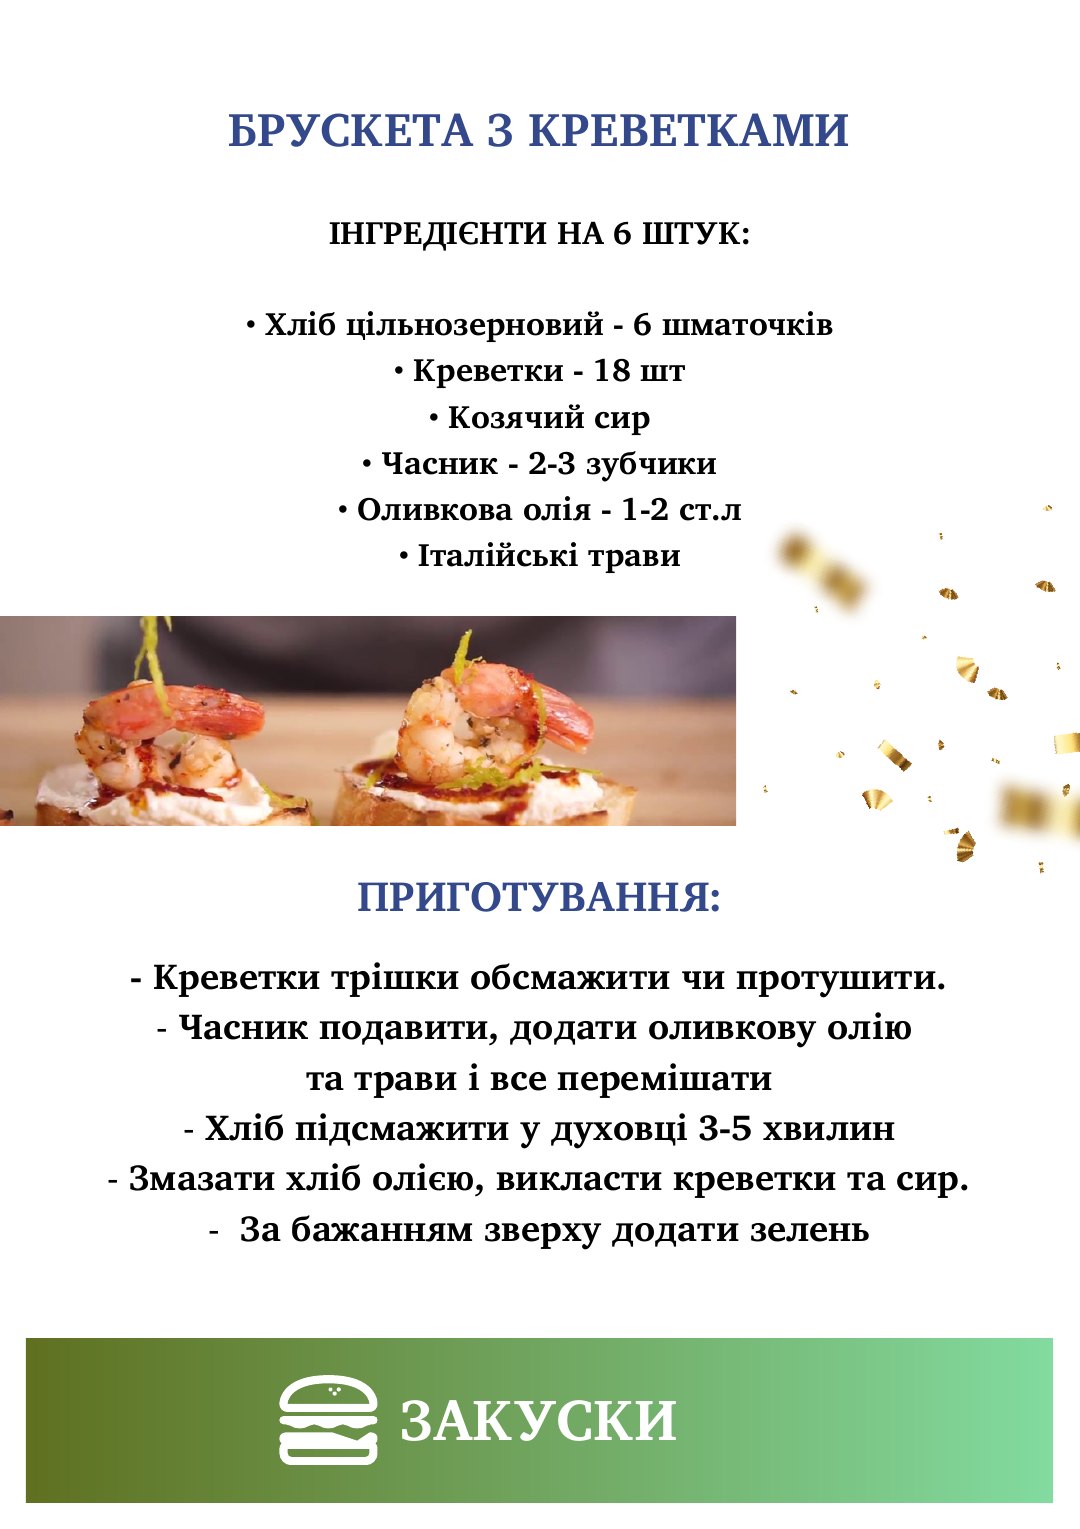 БРУСКЕТА З КРЕВЕТКАМИ
ІНГРЕДІЄНТИ НА 6 ШТУК:
• Хліб цільнозерновий - 6 шматочків
• Креветки - 18 шт
• Козячий сир
• Часник - 2-3 зубчики
• Оливкова олія - 1-2 ст.л
• Італійські трави
ПРИГОТУВАННЯ:
- Креветки трішки обсмажити чи протушити.
- Часник подавити, додати оливкову олію
та трави і все перемішати
- Хліб підсмажити у духовці 3-5 хвилин
- Змазати хліб олією, викласти креветки та сир.
- За бажанням зверху додати зелень
ЗАКУСКИ